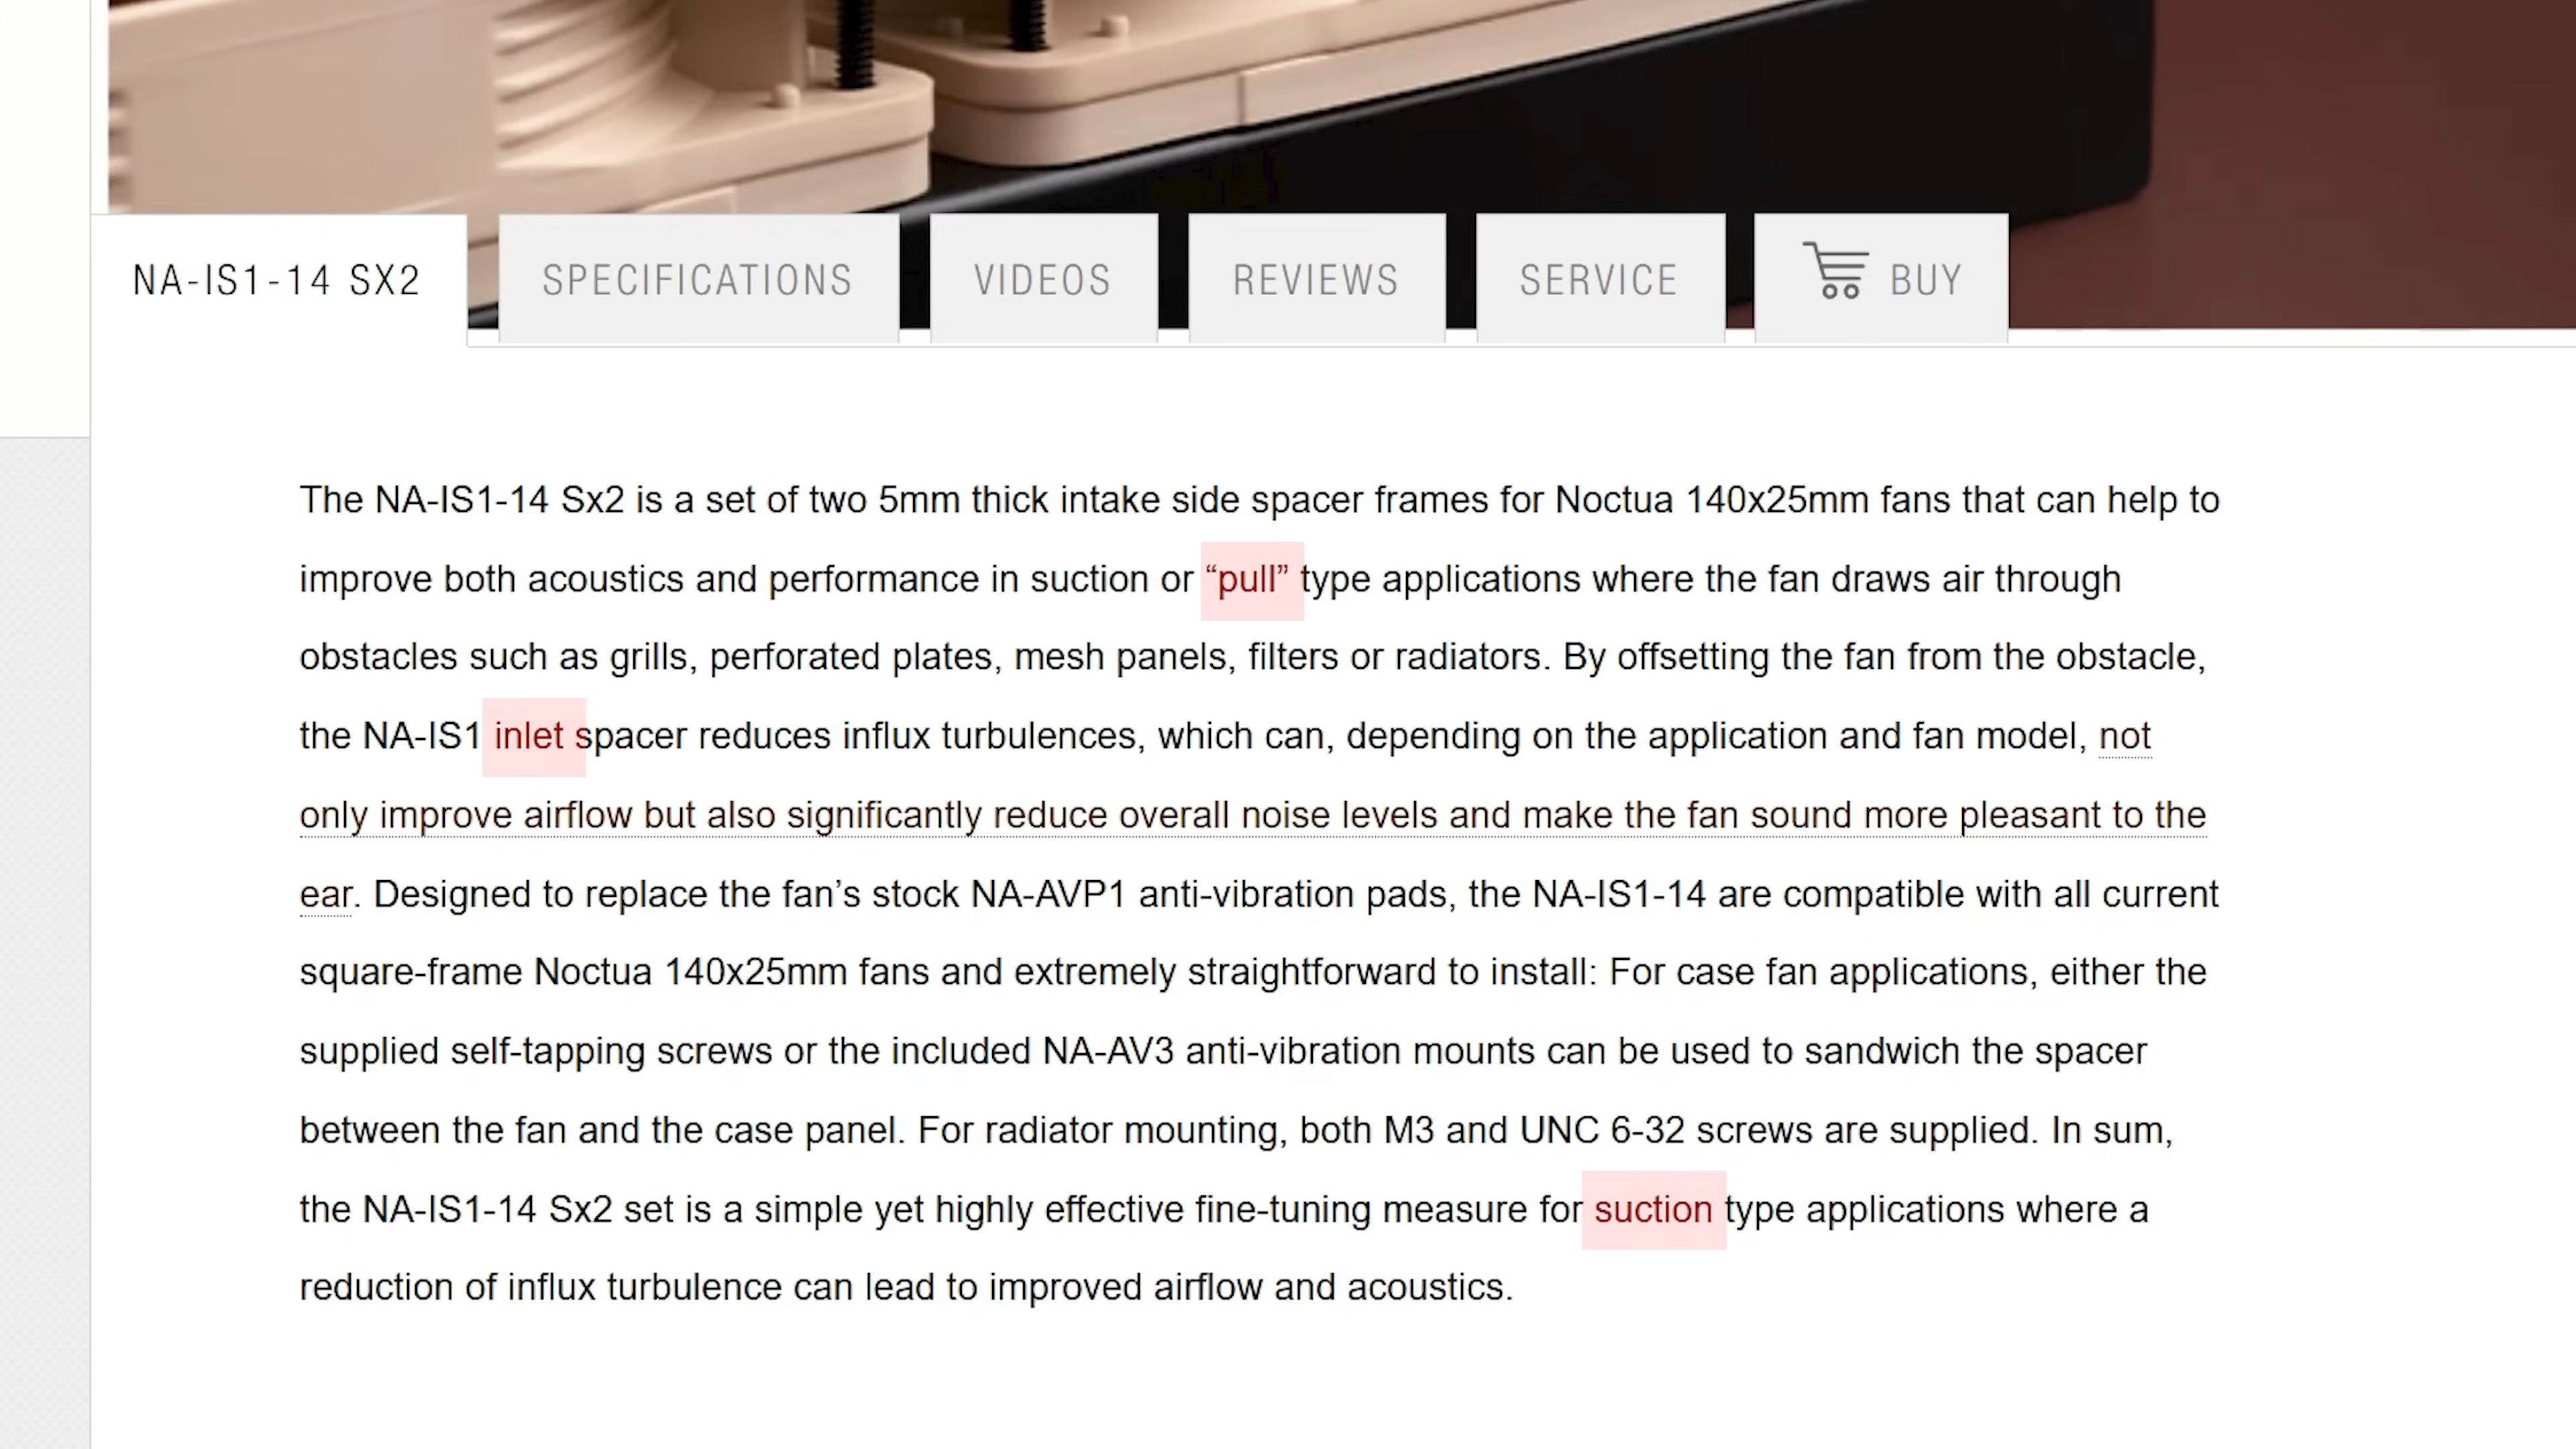 NA-IS1-14 SX2 SPECIFICATIONS VIDEOS REVIEWS SERVICE BUY
The NA-IS1-14 Sx2 is a set of two 5mm thick intake side spacer frames for Noctua 140x25mm fans that can help to
improve both acoustics and performance in suction or “pull” type applications where the fan draws air through
obstacles such as grills, perforated plates, mesh panels, filters or radiators. By offsetting the fan from the obstacle,
the NA-IS1 inlet spacer reduces influx turbulences, which can, depending on the application and fan model, not
only improve airflow but also significantly reduce overall noise levels and make the fan sound more pleasant to the
ear. Designed to replace the fan’s stock NA-AVP1 anti-vibration pads, the NA-IS1-14 are compatible with all current
square-frame Noctua 140x25mm fans and extremely straightforward to install: For case fan applications, either the
supplied self-tapping screws or the included NA-AV3 anti-vibration mounts can be used to sandwich the spacer
between the fan and the case panel. For radiator mounting, both M3 and UNC 6-32 screws are supplied. In sum,
the NA-IS1-14 Sx2 set is a simple yet highly effective fine-tuning measure for suction type applications where a
reduction of influx turbulence can lead to improved airflow and acoustics.